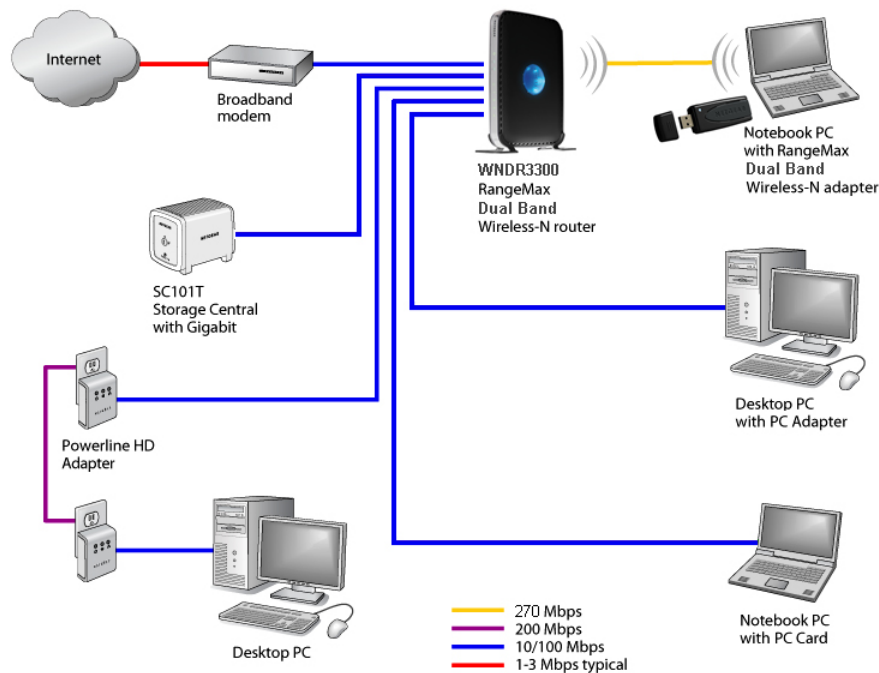 Internet
Broadband
modem
WNDR3300
RangeMax
Dual Band
Wireless-N router
Notebook PC
with RangeMax
Dual Band
Wireless-N adapter
SC101T
Storage Central
with Gigabit
Desktop PC
with PC Adapter
Powerline HD
Adapter
Desktop PC
Notebook PC
with PC Card
270 Mbps
200 Mbps
10/100 Mbps
1-3 Mbps typical